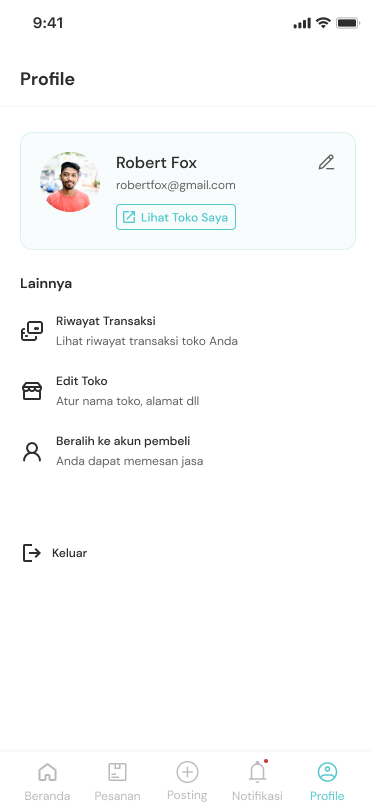 9:41
Profile
Robert Fox
robertfox@gmail.com
Lihat Toko Saya
Lainnya
Riwayat Transaksi
Lihat riwayat transaksi toko Anda
Edit Toko
Atur nama toko, alamat dll
Beralih ke akun pembeli
Anda dapat memesan jasa
Keluar
Beranda Pesanan Posting Notifikasi Profile